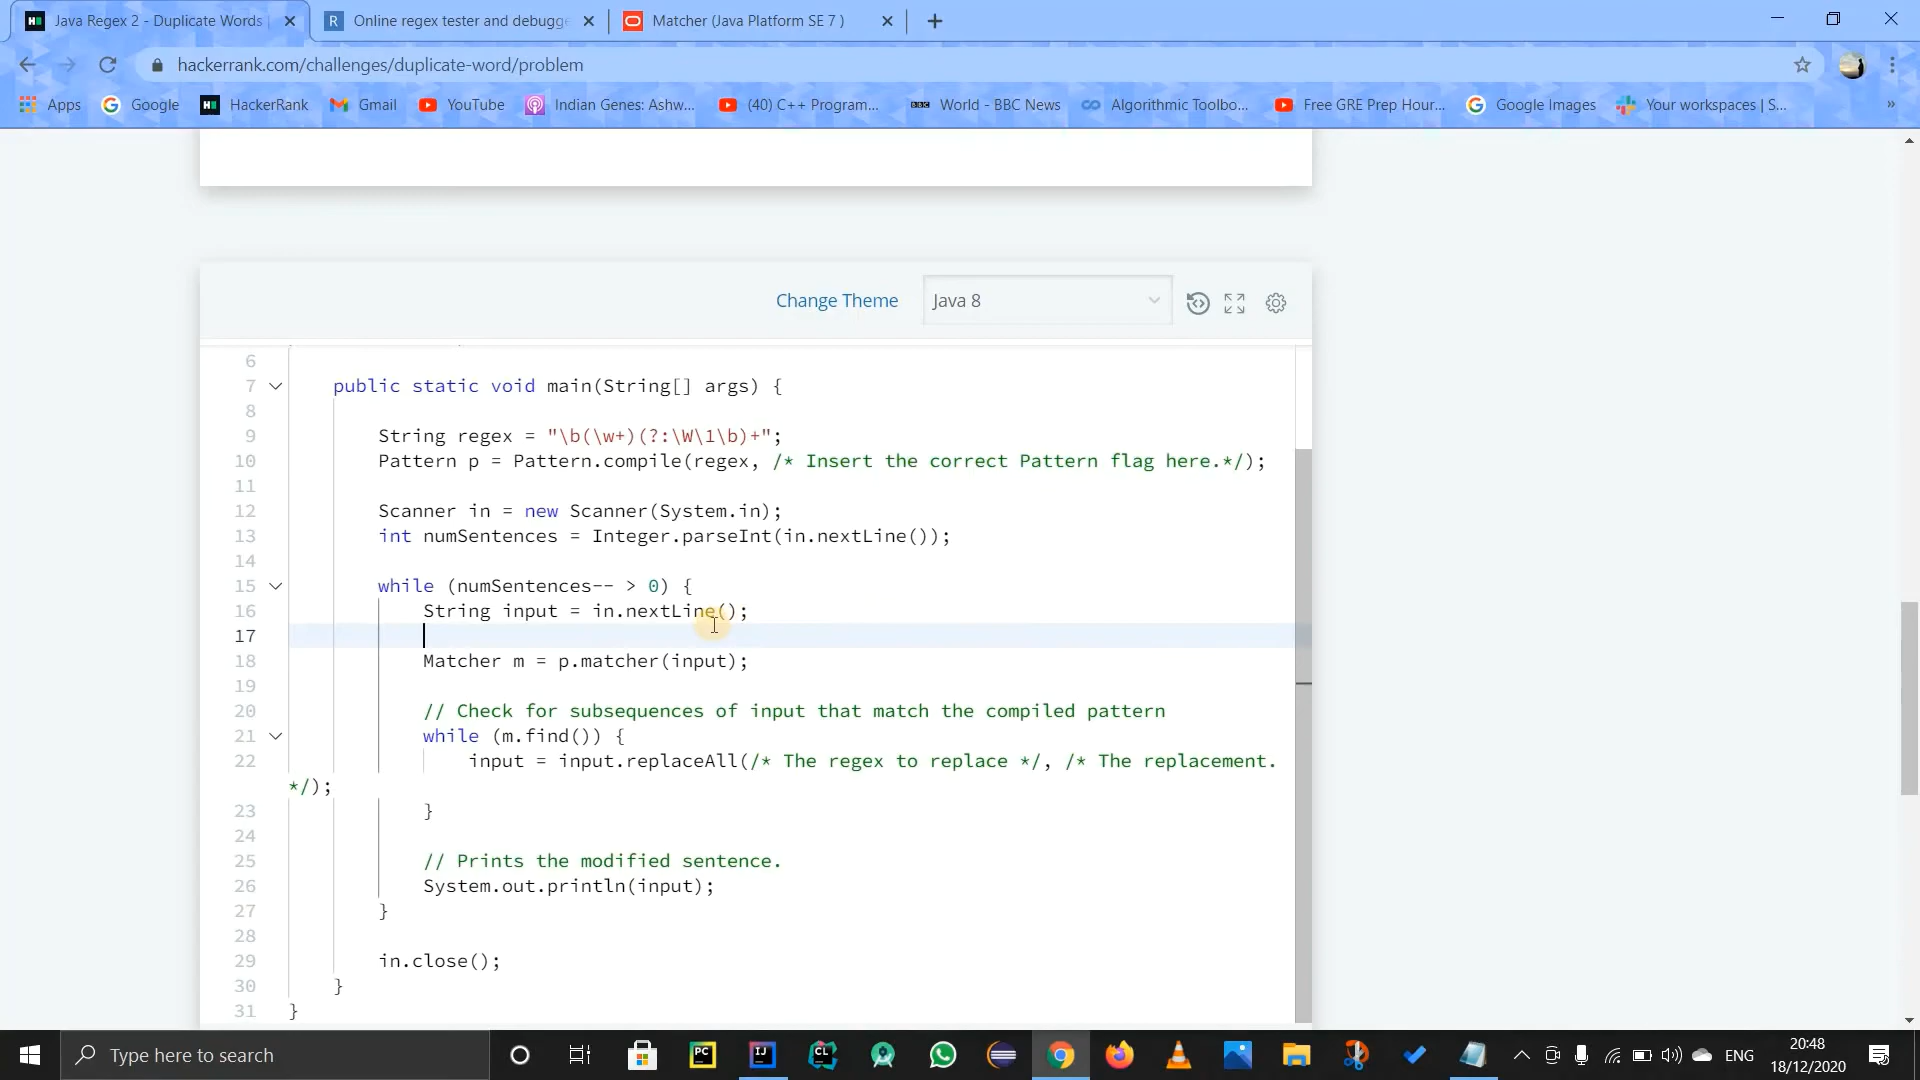 Java Regex 2 - Duplicate Words
Online regex tester and debugge
Matcher (Java Platform SE 7 )
hackerrank.com/challenges/duplicate-word/problem
Apps
Google
HackerRank
Gmail
YouTube
Indian Genes: Ashw...
(40) C++ Program...
World - BBC News
Algorithmic Toolbo...
Free GRE Prep Hour...
Google Images
Your workspaces | S...
»
Change Theme
Java 8
6
7 public static void main(String[] args) {
8
9 String regex = "\b(\w+)(?:\W\1\b)+";
10 Pattern p = Pattern.compile(regex, /* Insert the correct Pattern flag here.*/);
11
12 Scanner in = new Scanner(System.in);
13 int numSentences = Integer.parseInt(in.nextLine());
14
15 while (numSentences-- > 0) {
16 String input = in.nextLine();
17
18 Matcher m = p.matcher(input);
19
20 // Check for subsequences of input that match the compiled pattern
21 while (m.find()) {
22 input = input.replaceAll(/* The regex to replace */, /* The replacement.
*/);
23 }
24
25 // Prints the modified sentence.
26 System.out.println(input);
27 }
28
29 in.close();
30 }
31 }
Type here to search
ENG
20:48
18/12/2020